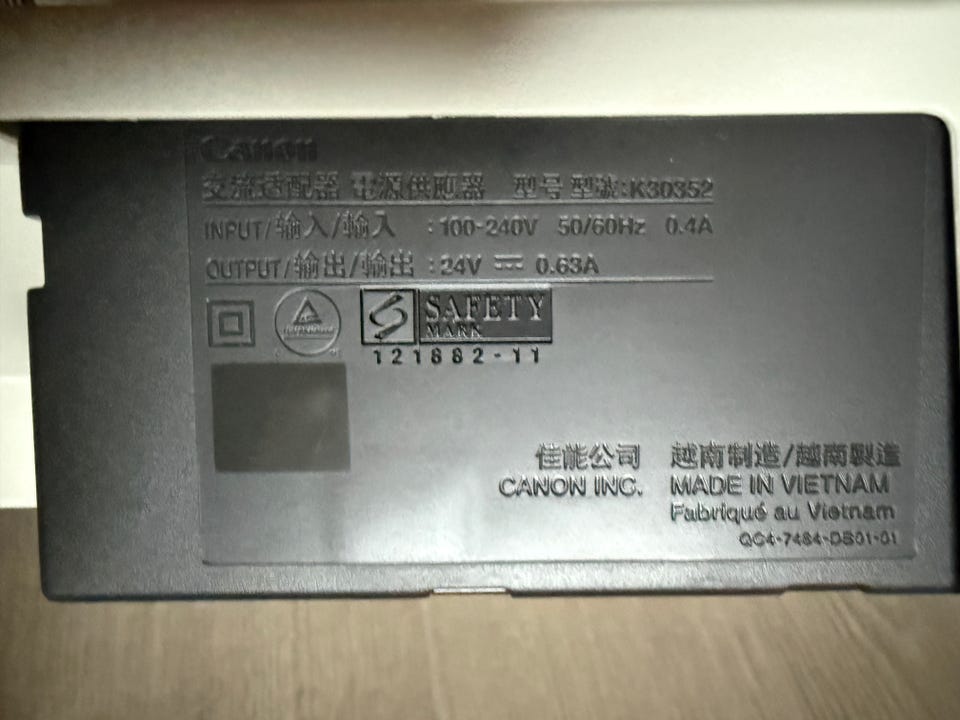 Canon
交流适配器 電源供應器 型号 型號:K30352
INPUT/输入/輸入 :100-240V 50/60Hz 0.4A
OUTPUT/输出/輸出 :24V ⎓ 0.63A
SAFETY
MARK
121882-11
佳能公司 越南制造/越南製造
CANON INC. MADE IN VIETNAM
Fabriqué au Vietnam
QC4-7484-DB01-01